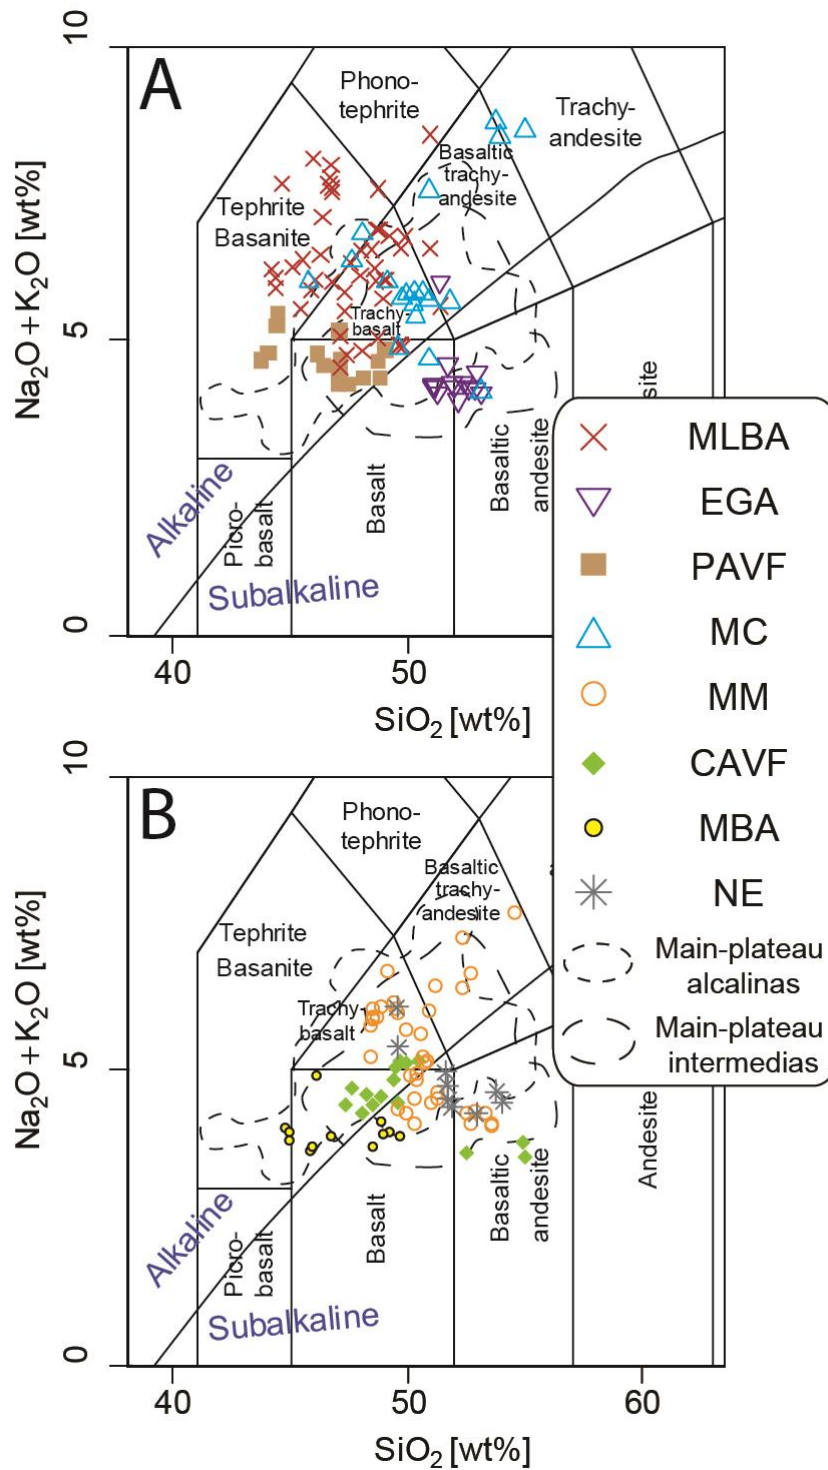 10
A
Phono-
tephrite
Trachy-
andesite
Basaltic
trachy-
andesite
Tephrite
Basanite
Trachy-
basalt
5
Na₂O + K₂O [wt%]
Alkaline
Picro-
basalt
Subalkaline
Basalt
Basaltic
andesite
0
40
50
SiO₂ [wt%]
MLBA
EGA
PAVF
MC
MM
CAVF
MBA
NE
Main-plateau
alcalinas
Main-plateau
intermedias
10
B
Phono-
tephrite
Basaltic
trachy-
andesite
Tephrite
Basanite
Trachy-
basalt
5
Na₂O + K₂O [wt%]
Alkaline
Picro-
basalt
Subalkaline
Basalt
Basaltic
andesite
Andesite
0
40
50
60
SiO₂ [wt%]